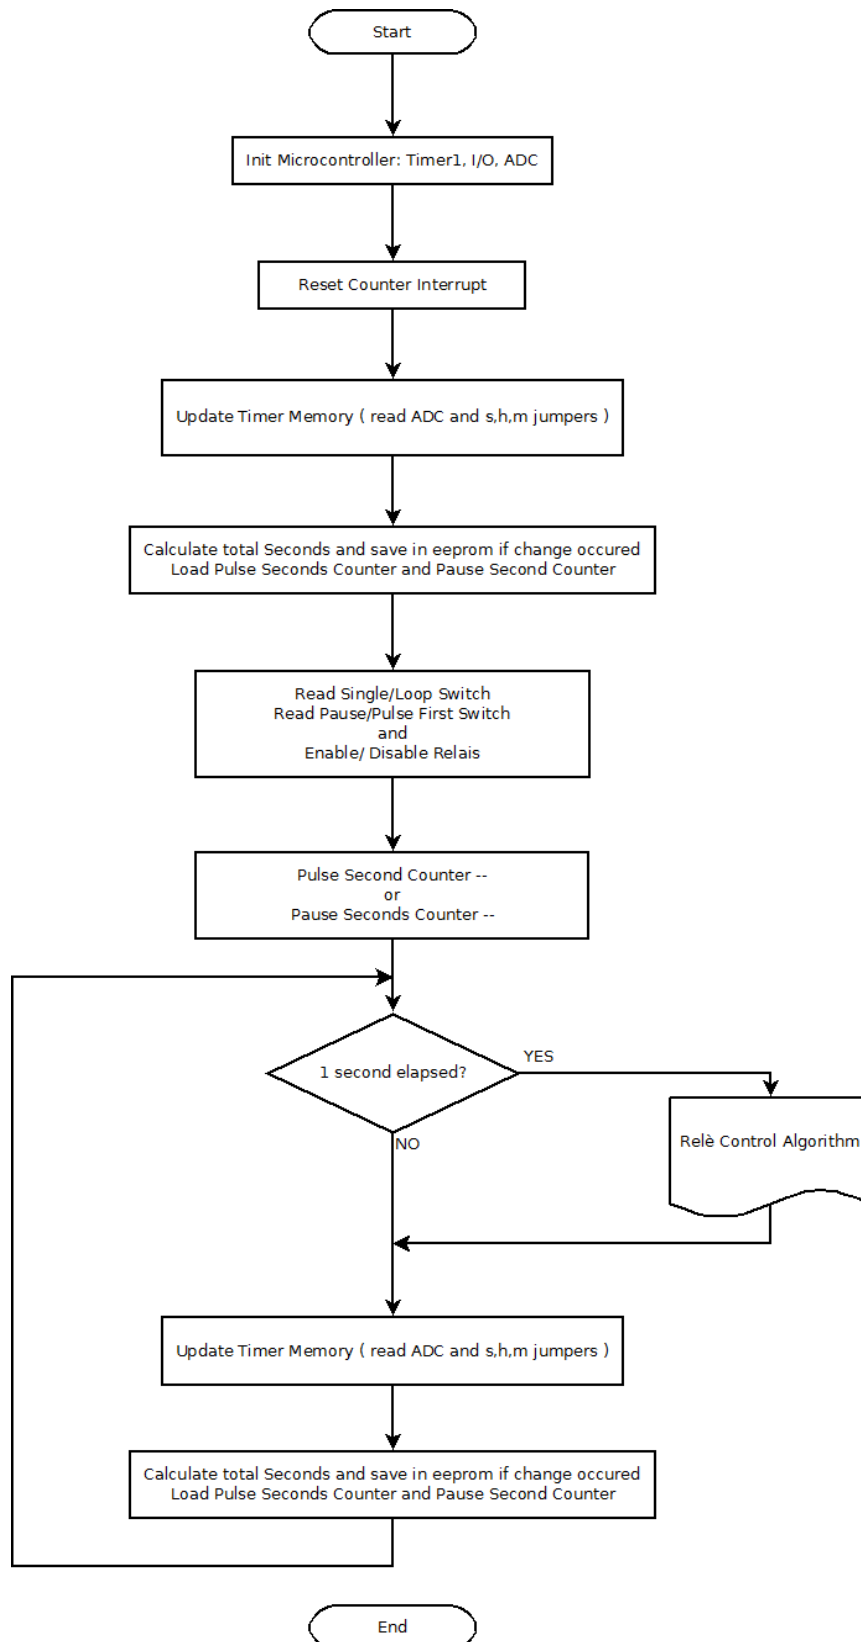 Start
Init Microcontroller: Timer1, I/O, ADC
Reset Counter Interrupt
Update Timer Memory ( read ADC and s,h,m jumpers )
Calculate total Seconds and save in eeprom if change occured
Load Pulse Seconds Counter and Pause Second Counter
Read Single/Loop Switch
Read Pause/Pulse First Switch
and
Enable/ Disable Relais
Pulse Second Counter --
or
Pause Seconds Counter --
1 second elapsed?
YES
Relè Control Algorithm
NO
Update Timer Memory ( read ADC and s,h,m jumpers )
Calculate total Seconds and save in eeprom if change occured
Load Pulse Seconds Counter and Pause Second Counter
End